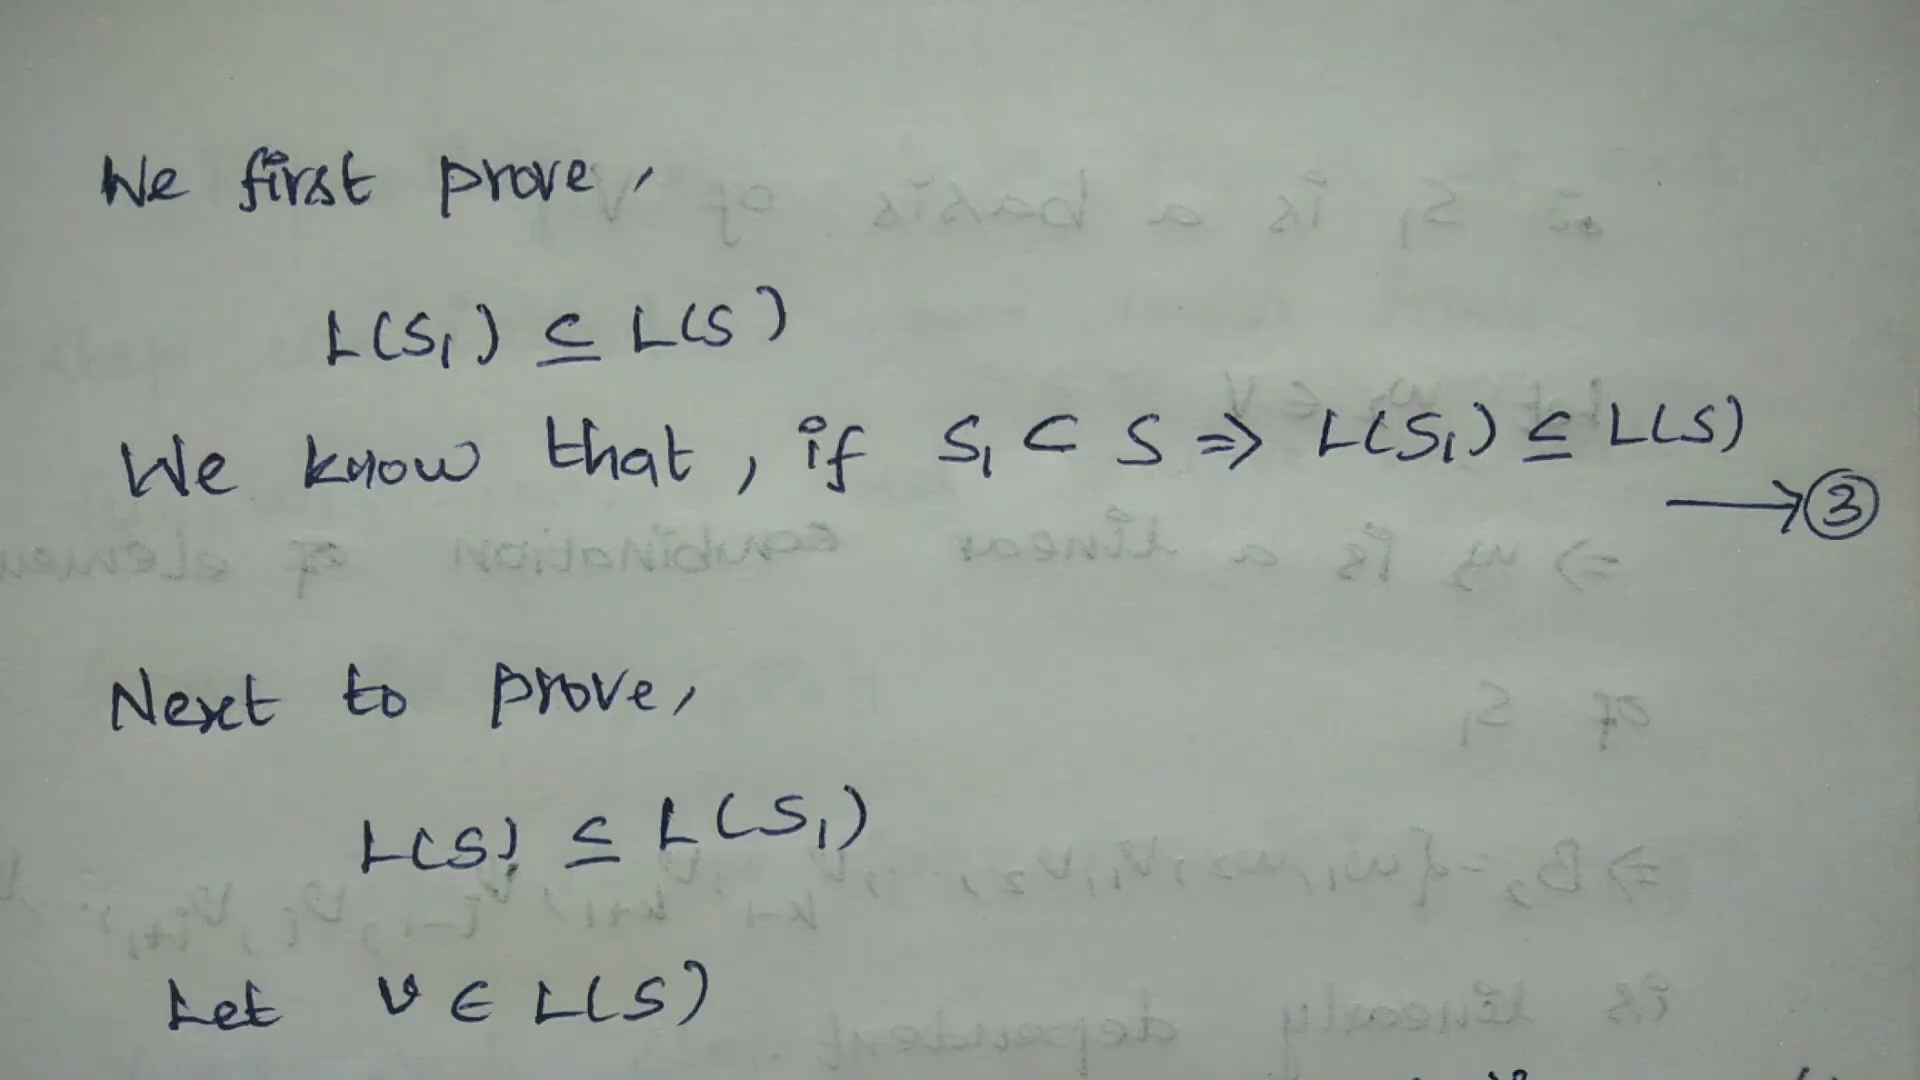 We first prove,
L(S₁) ⊆ L(S)
We know that, if S₁ ⊂ S ⇒ L(S₁) ⊆ L(S)
→ ③
Next to prove,
L(S) ⊆ L(S₁)
Let v ∈ L(S)